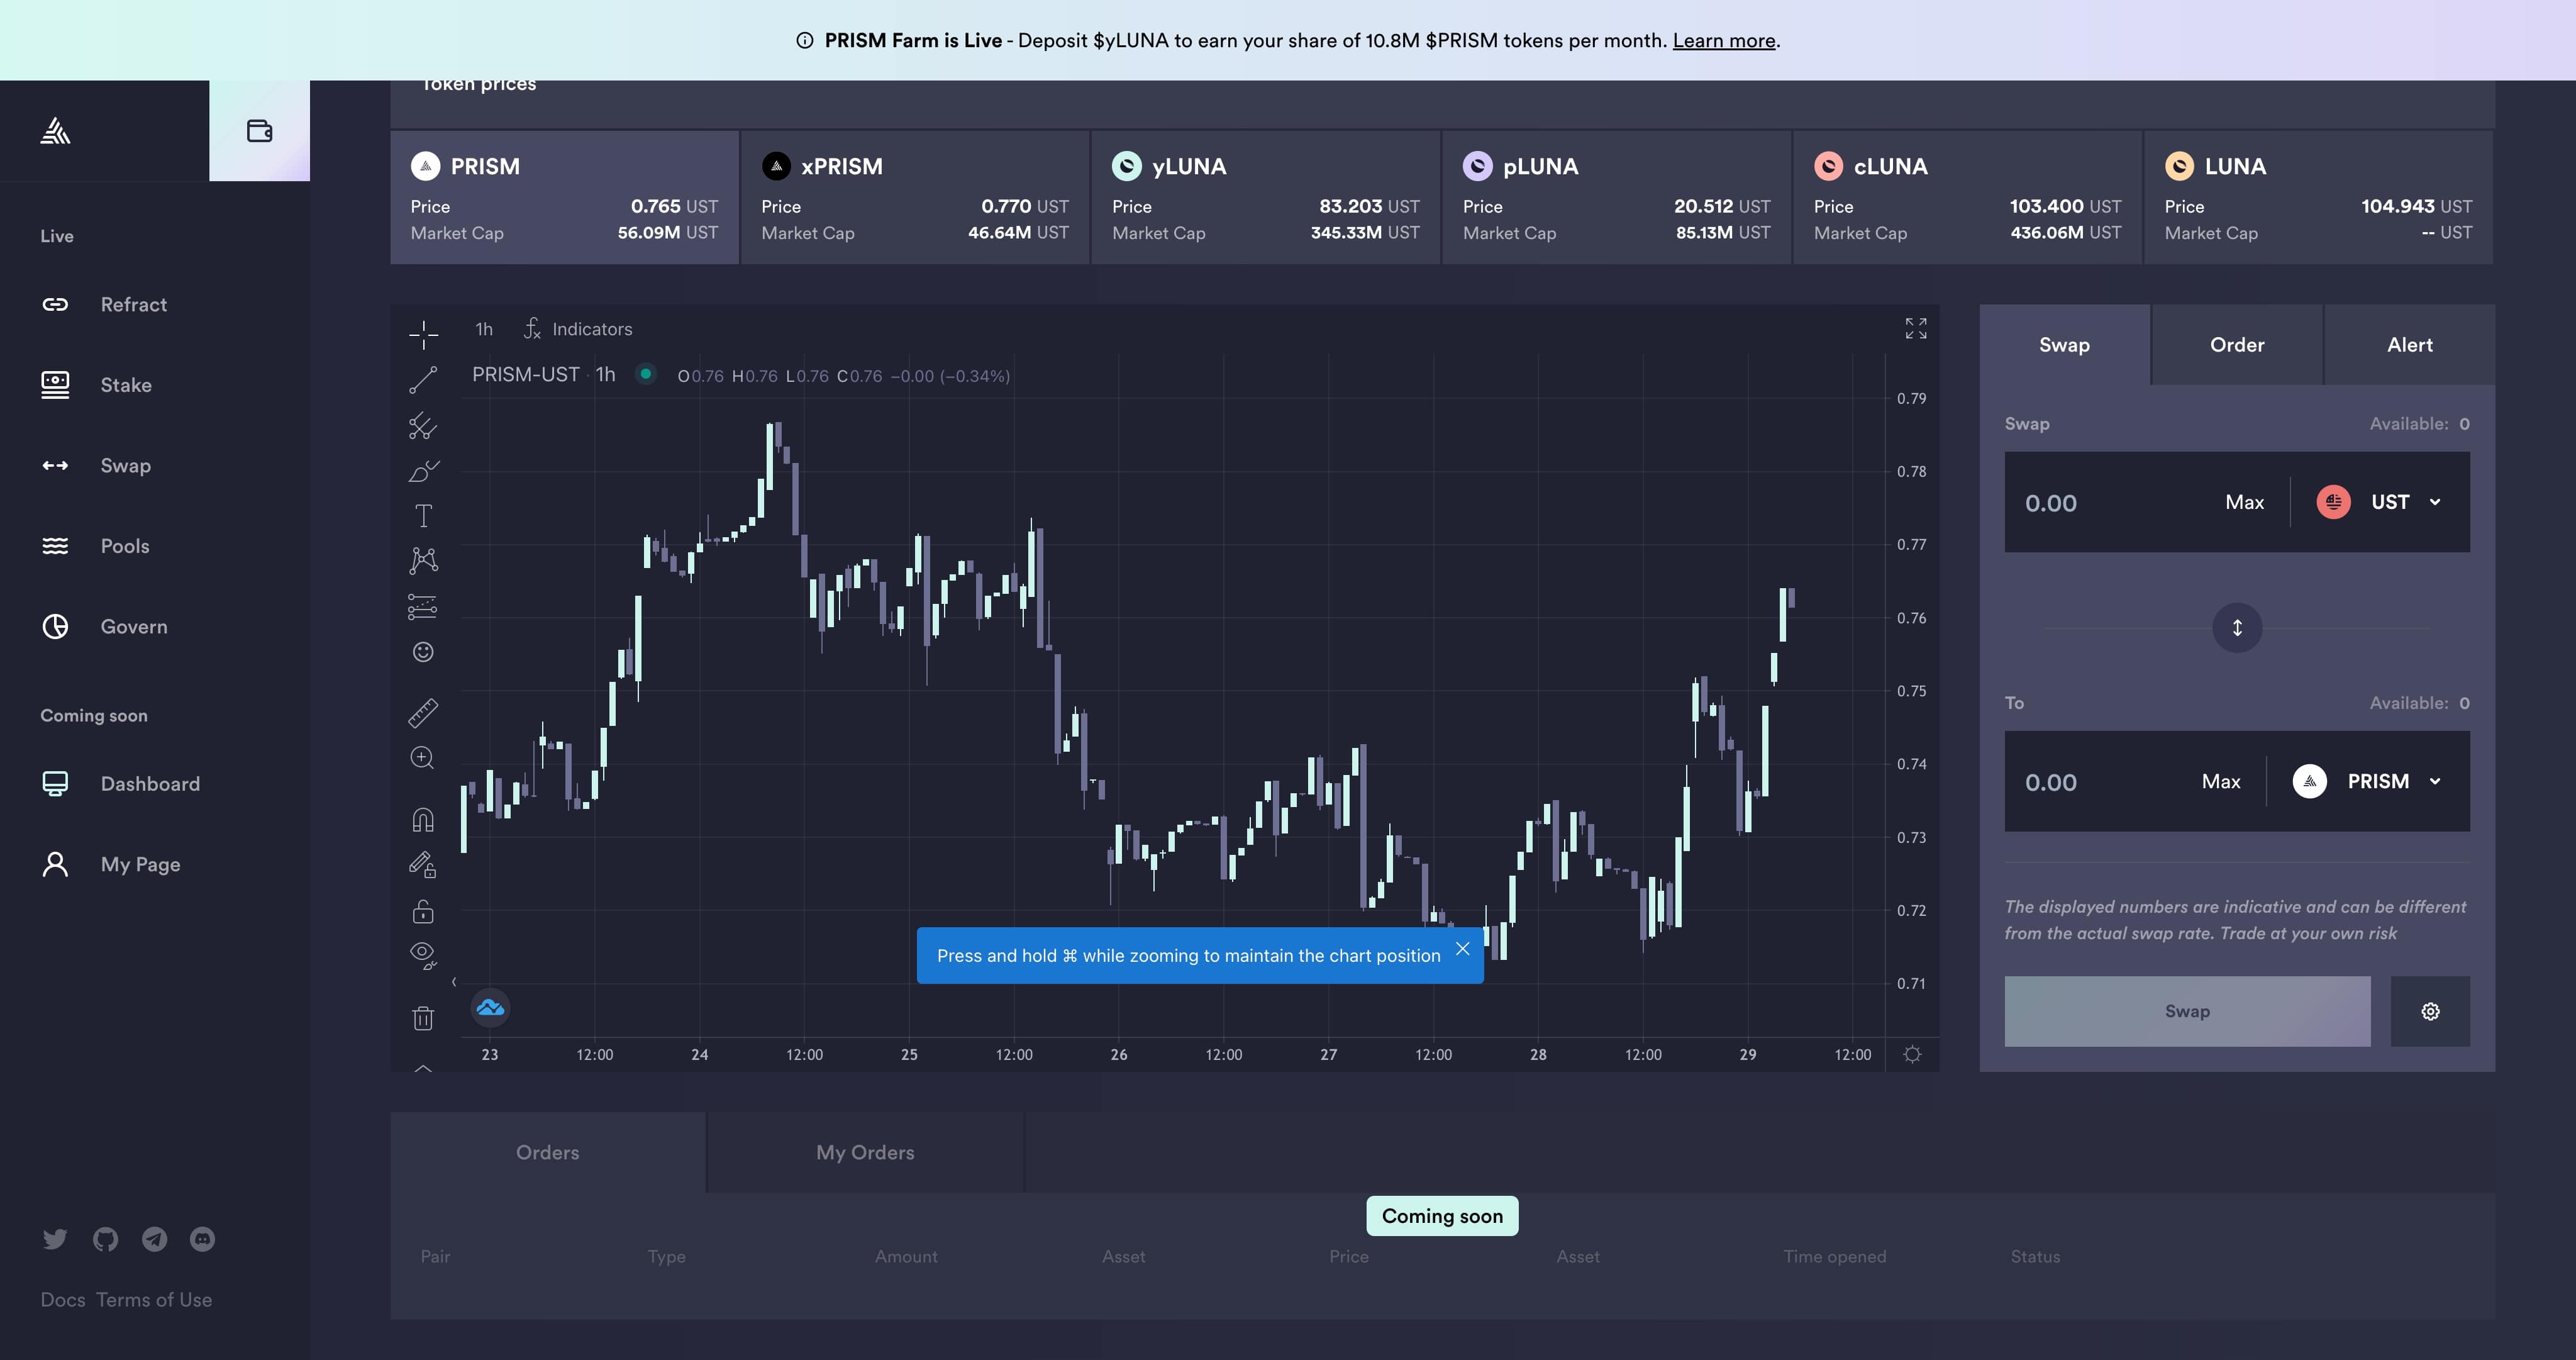 PRISM Farm is Live - Deposit $yLUNA to earn your share of 10.8M $PRISM tokens per month. Learn more.
Token prices
PRISM
Price 0.765 UST
Market Cap 56.09M UST
xPRISM
Price 0.770 UST
Market Cap 46.64M UST
yLUNA
Price 83.203 UST
Market Cap 345.33M UST
pLUNA
Price 20.512 UST
Market Cap 85.13M UST
cLUNA
Price 103.400 UST
Market Cap 436.06M UST
LUNA
Price 104.943 UST
Market Cap -- UST
Live
Refract
Stake
Swap
Pools
Govern
Coming soon
Dashboard
My Page
Docs Terms of Use
1h Indicators
PRISM-UST · 1h O0.76 H0.76 L0.76 C0.76 −0.00 (−0.34%)
0.79
0.78
0.77
0.76
0.75
0.74
0.73
0.72
0.71
Press and hold ⌘ while zooming to maintain the chart position
23 12:00 24 12:00 25 12:00 26 12:00 27 12:00 28 12:00 29 12:00
Swap Order Alert
Swap Available: 0
0.00 Max UST
To Available: 0
0.00 Max PRISM
The displayed numbers are indicative and can be different
from the actual swap rate. Trade at your own risk
Swap
Orders My Orders
Coming soon
Pair Type Amount Asset Price Asset Time opened Status